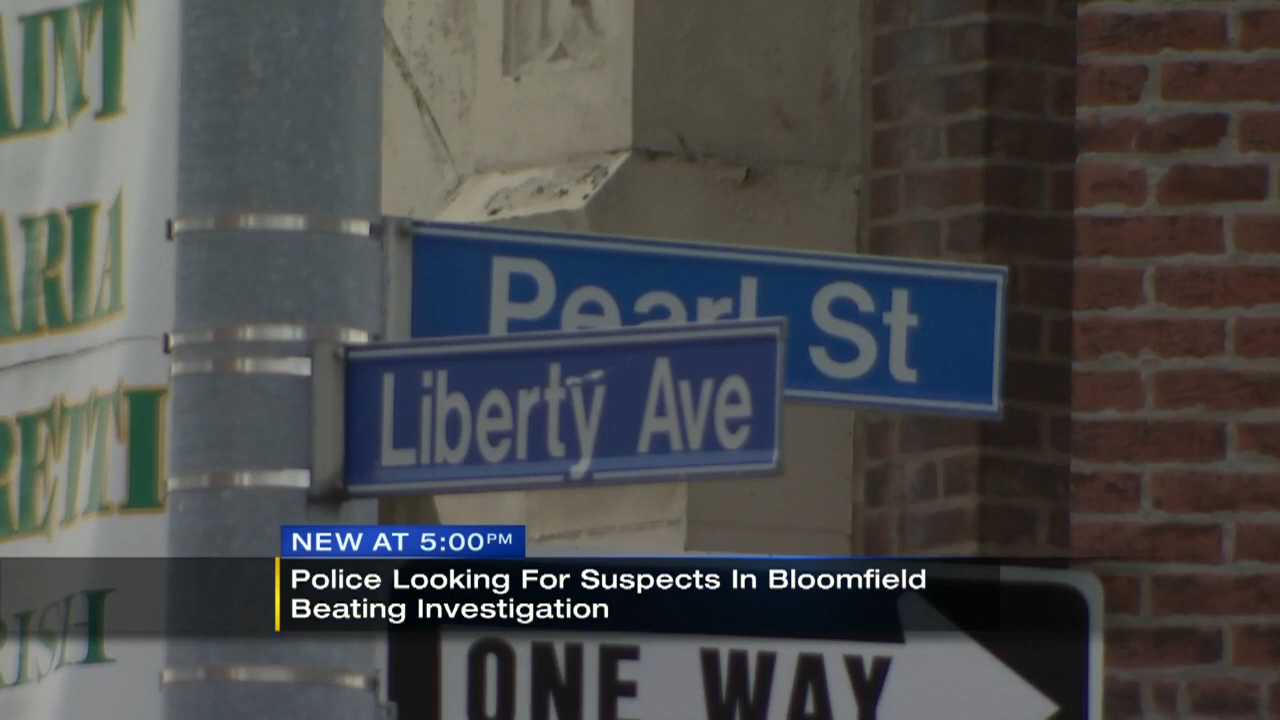 Pearl St
Liberty Ave
NEW AT 5:00PM
Police Looking For Suspects In Bloomfield
Beating Investigation
ONE WAY